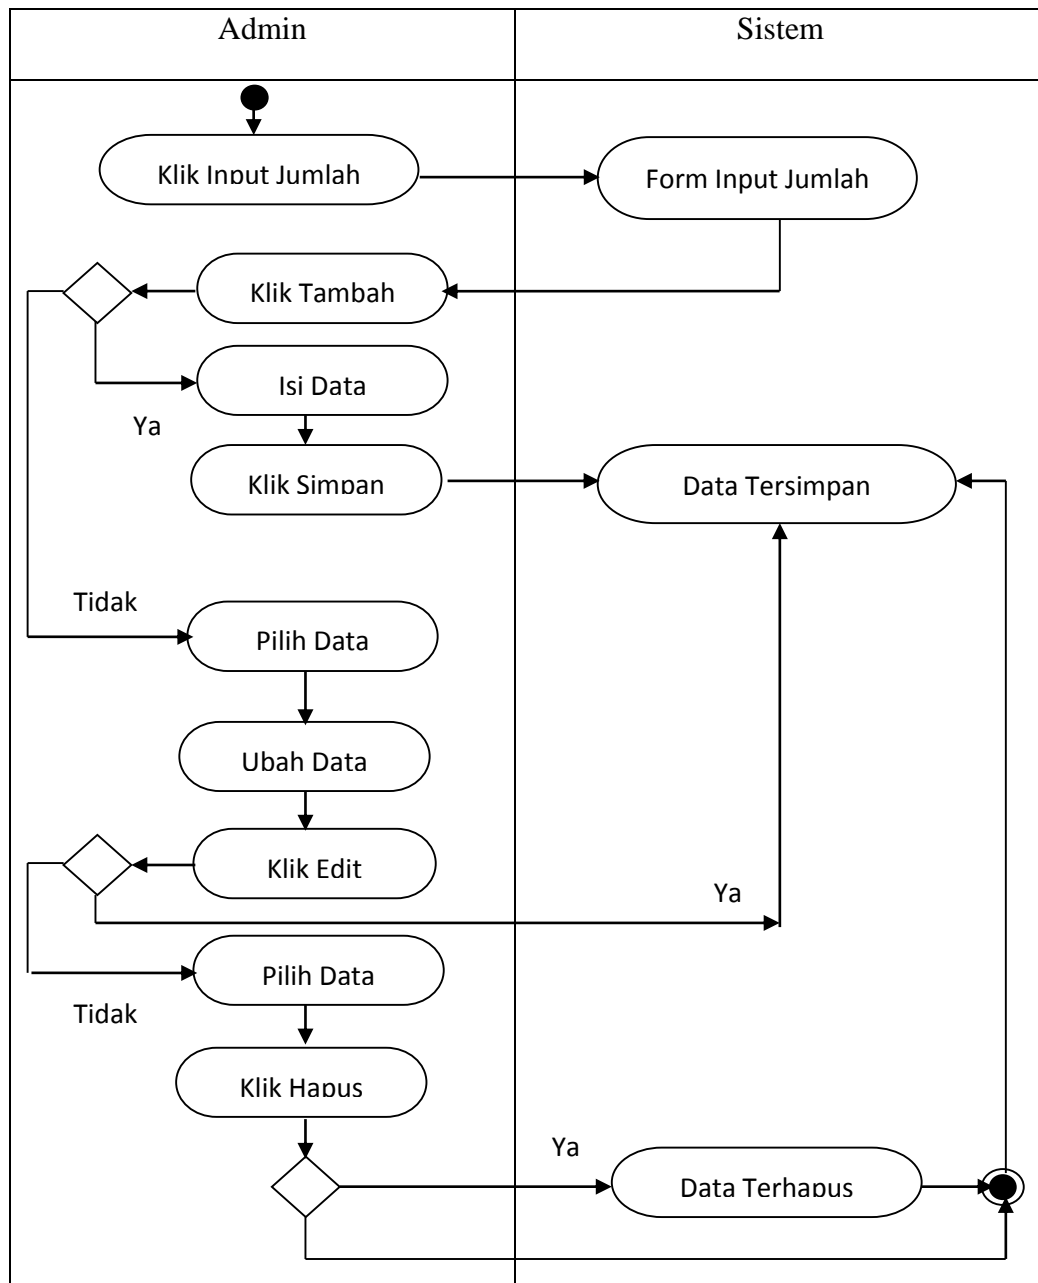 Admin
Sistem
Klik Input Jumlah
Form Input Jumlah
Klik Tambah
Isi Data
Ya
Klik Simpan
Data Tersimpan
Tidak
Pilih Data
Ubah Data
Klik Edit
Ya
Pilih Data
Tidak
Klik Hapus
Ya
Data Terhapus